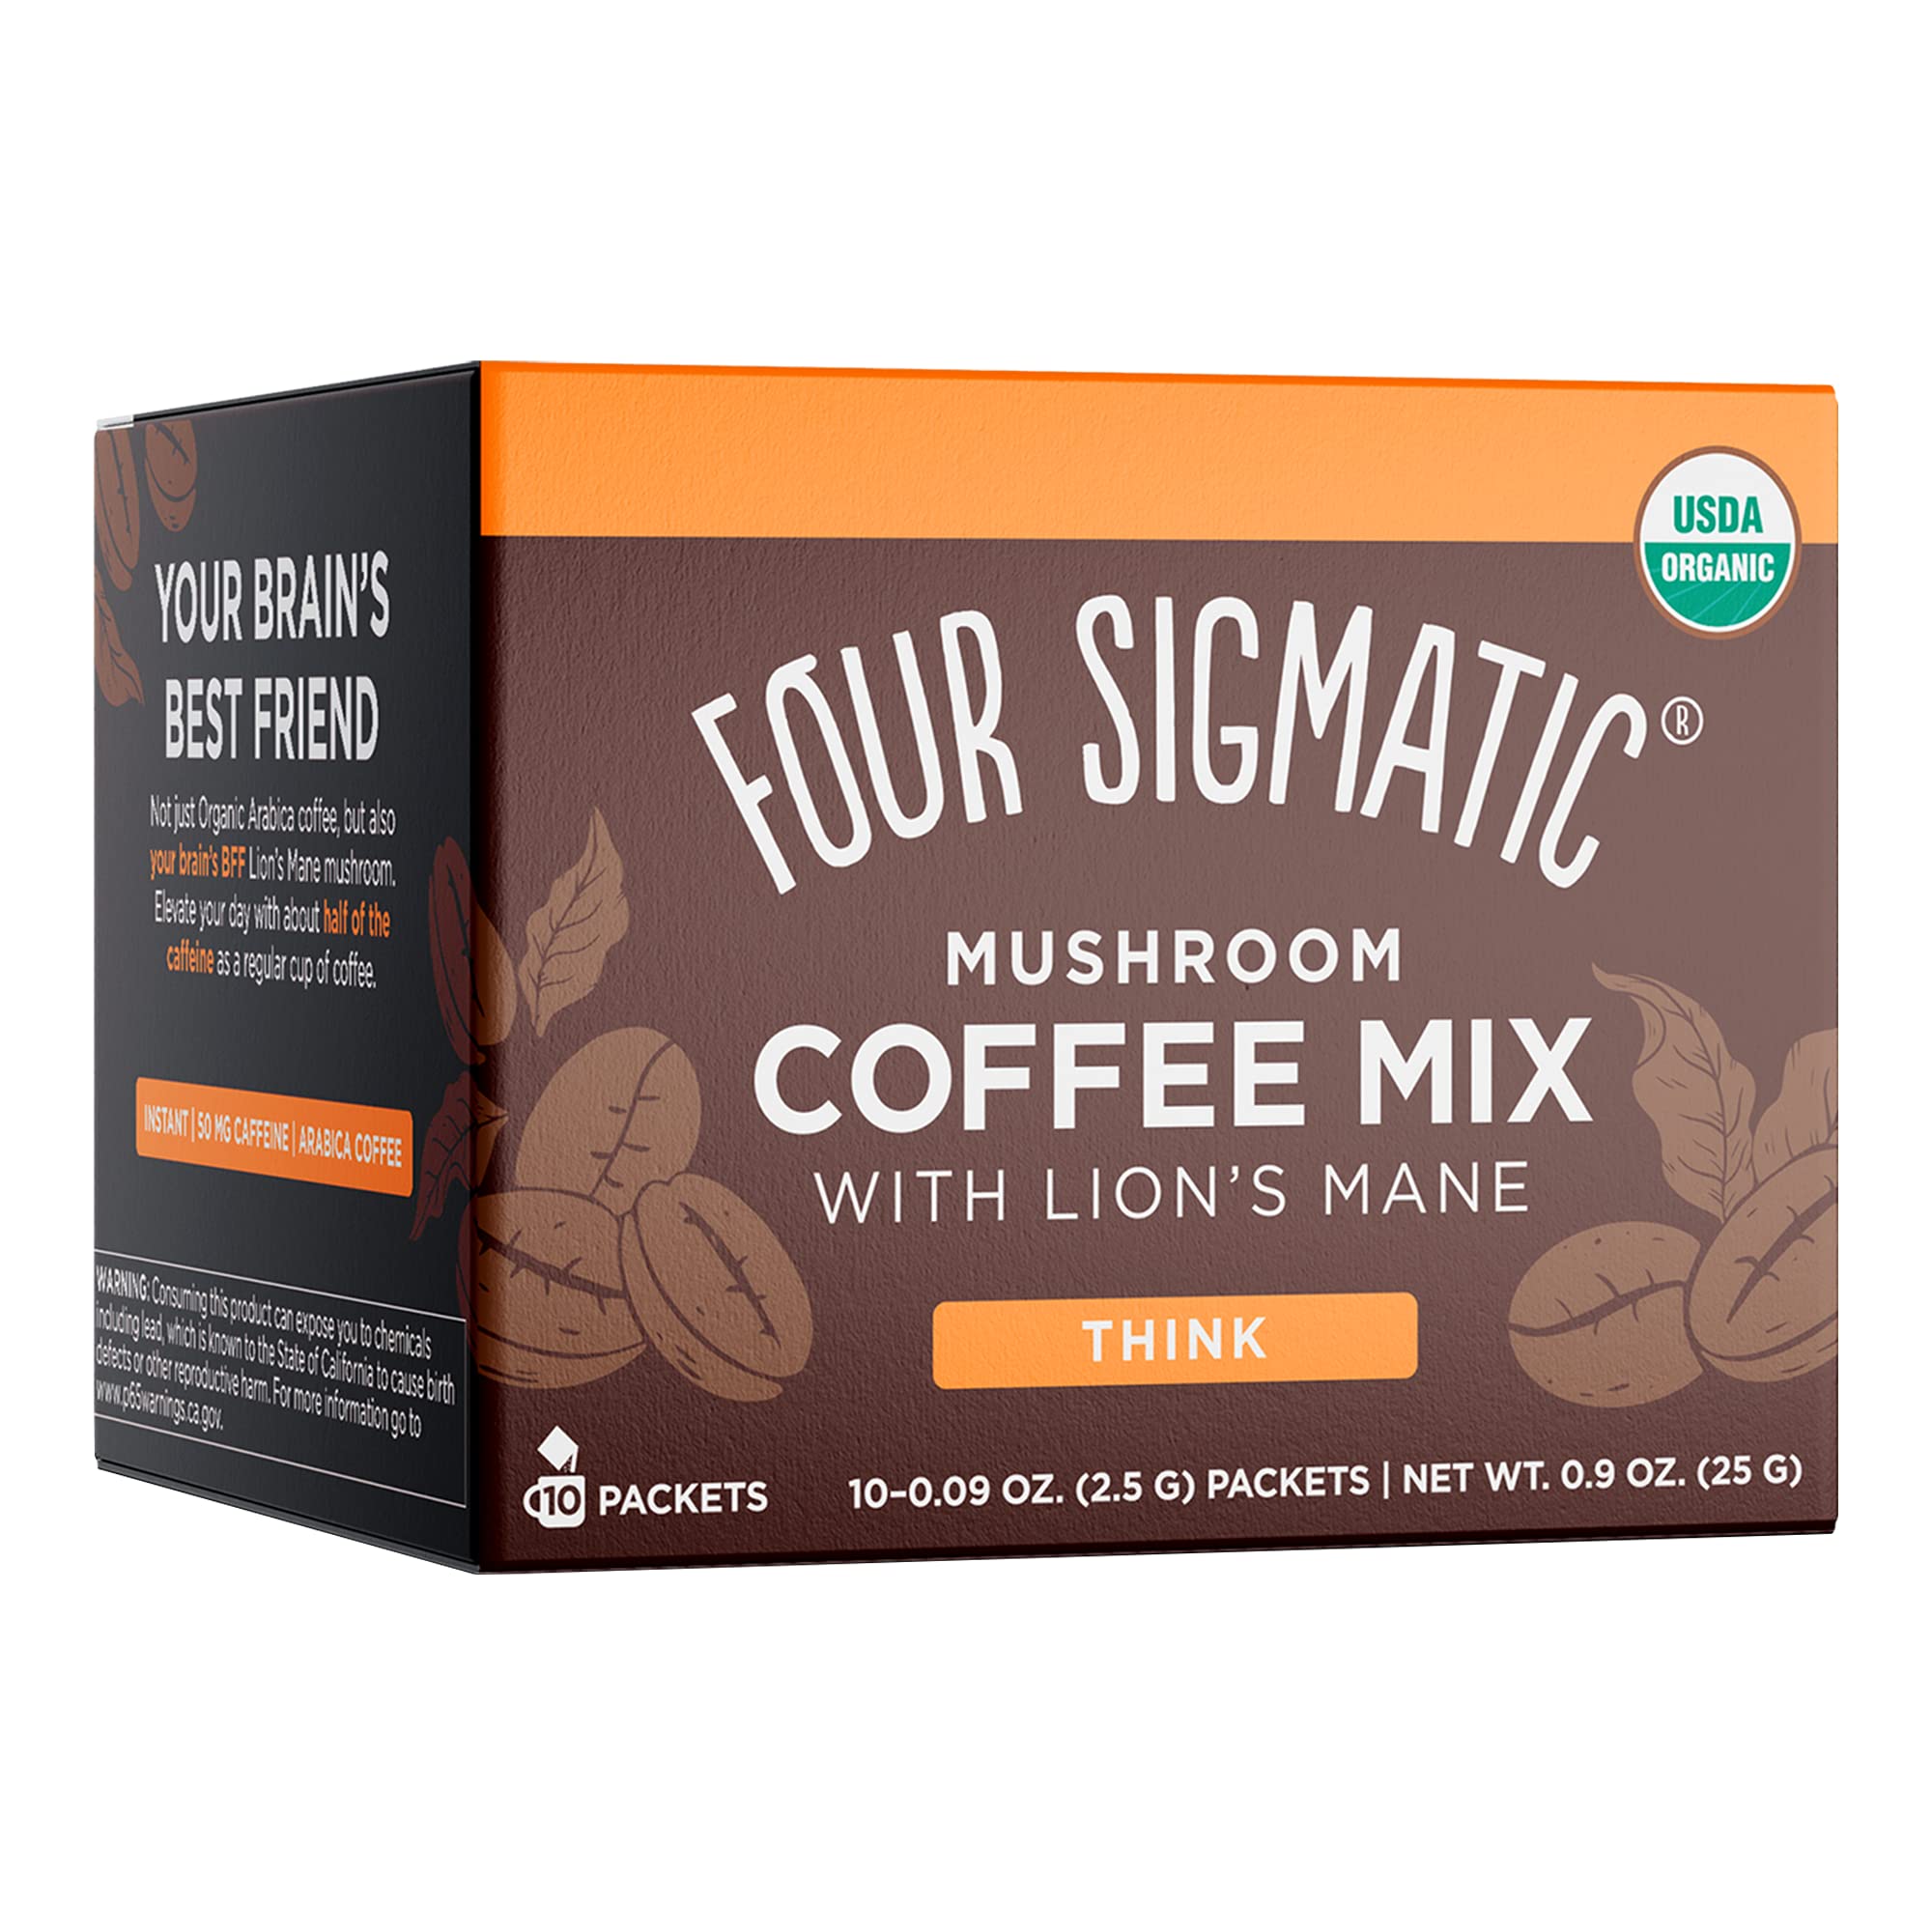 YOUR BRAIN'S
BEST FRIEND
Not just Organic Arabica coffee, but also
your brain's BFF Lion's Mane mushroom.
Elevate your day with about half of the
caffeine as a regular cup of coffee.
INSTANT | 50 MG CAFFEINE | ARABICA COFFEE
WARNING: Consuming this product can expose you to chemicals
including lead, which is known to the State of California to cause birth
defects or other reproductive harm. For more information go to
www.p65warnings.ca.gov.
USDA
ORGANIC
FOUR SIGMATIC®
MUSHROOM
COFFEE MIX
WITH LION'S MANE
THINK
10 PACKETS
10-0.09 OZ. (2.5 G) PACKETS | NET WT. 0.9 OZ. (25 G)